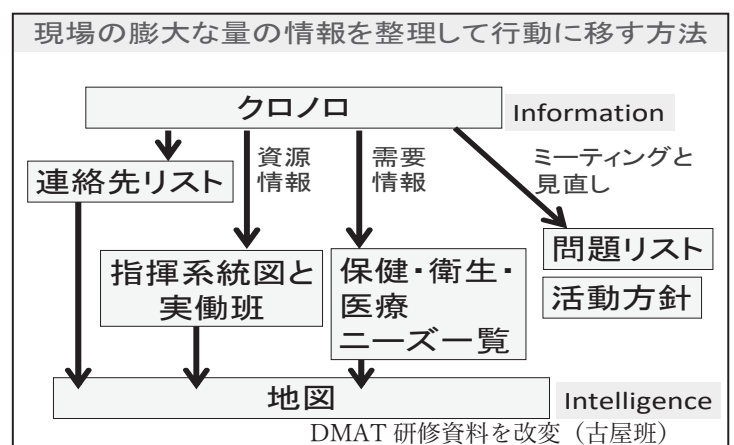 現場の膨大な量の情報を整理して行動に移す方法
クロノロ
Information
連絡先リスト
資源
情報
需要
情報
ミーティングと
見直し
指揮系統図と
実働班
保健・衛生・
医療
ニーズ一覧
問題リスト
活動方針
地図
Intelligence
DMAT 研修資料を改変（古屋班）